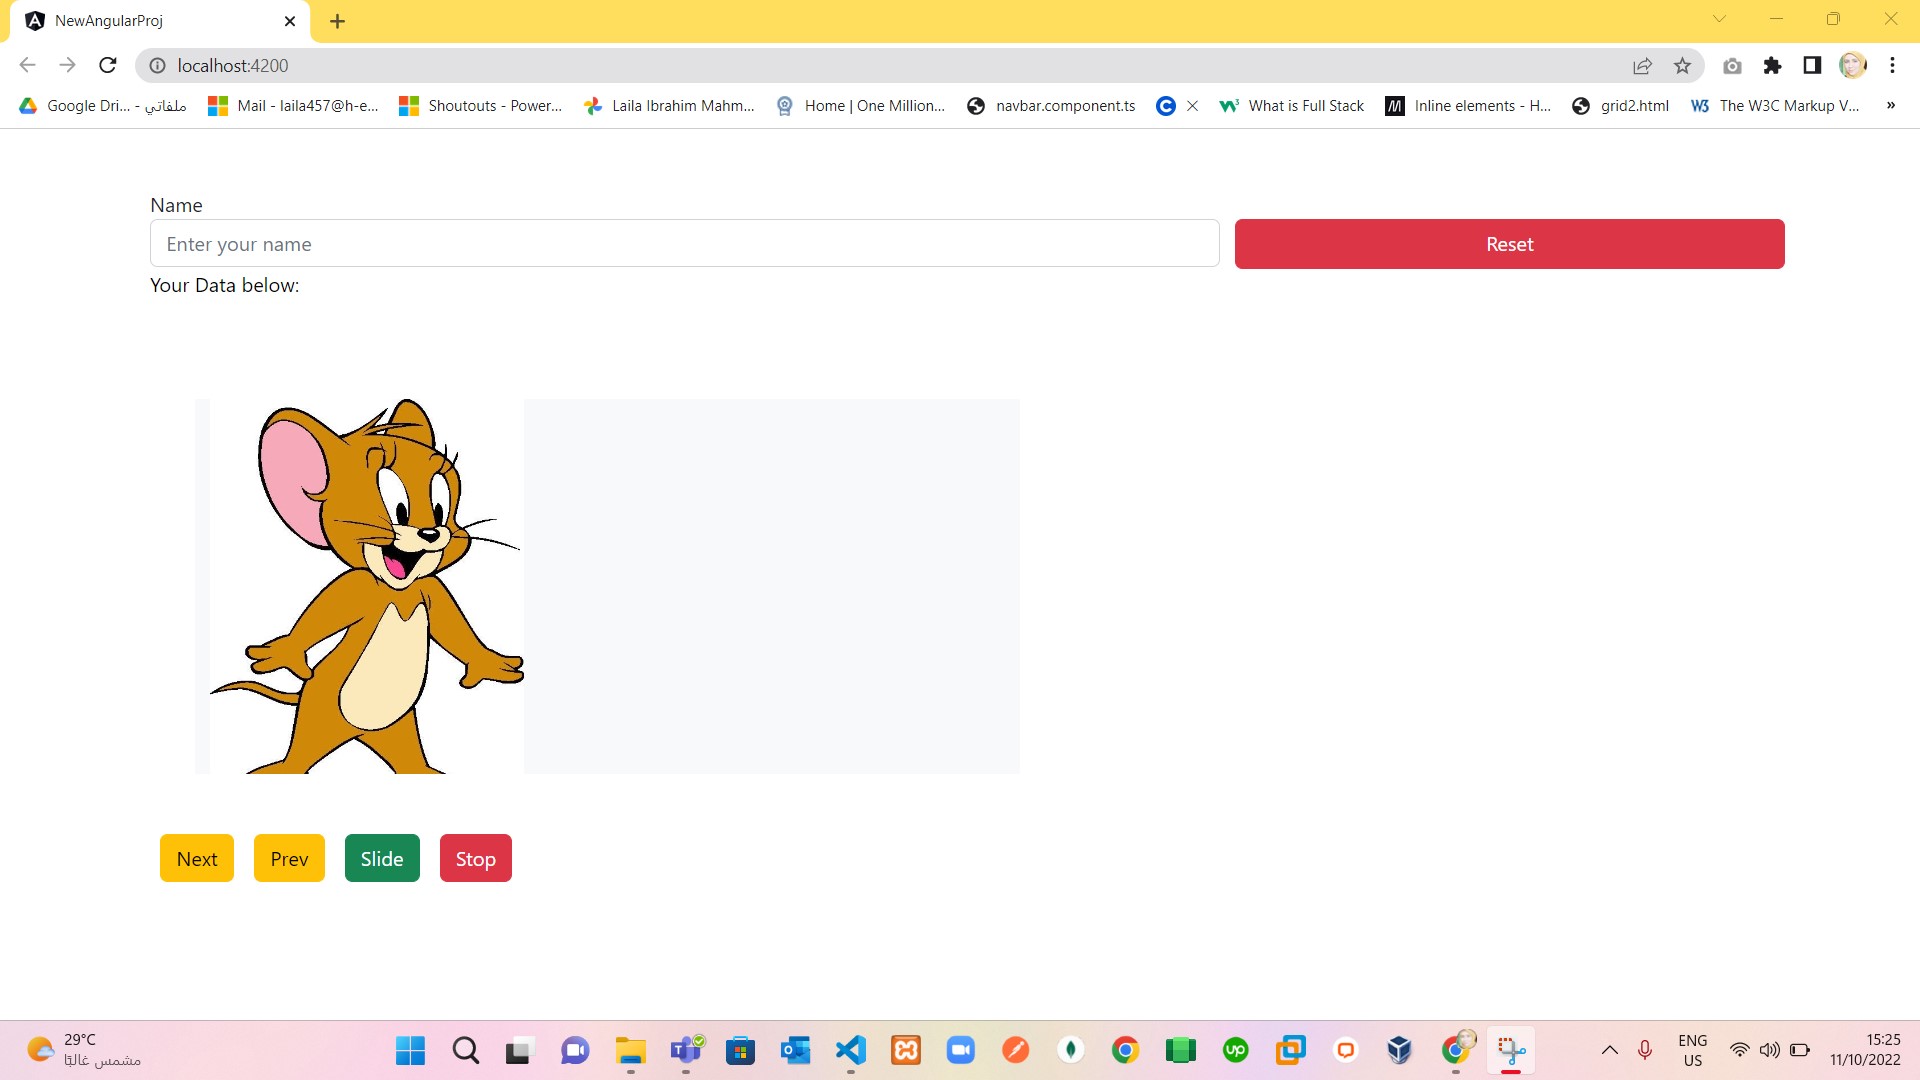 NewAngularProj
localhost:4200
Google Dri... - ملفاتي
Mail - laila457@h-e...
Shoutouts - Power...
Laila Ibrahim Mahm...
Home | One Million...
navbar.component.ts
What is Full Stack
Inline elements - H...
grid2.html
The W3C Markup V...
Name
Enter your name
Reset
Your Data below:
Next
Prev
Slide
Stop
29°C
مشمس غالبًا
ENG
US
15:25
11/10/2022